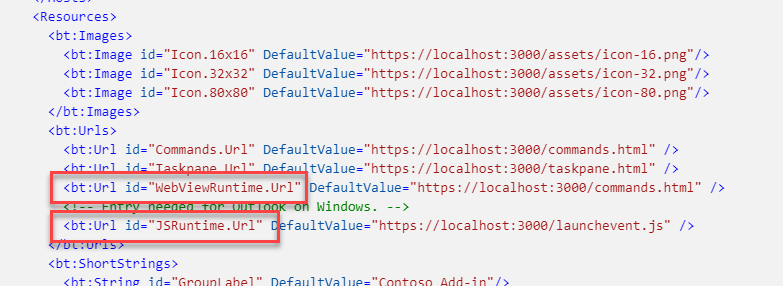 <Resources>
<bt:Images>
<bt:Image id="Icon.16x16" DefaultValue="https://localhost:3000/assets/icon-16.png"/>
<bt:Image id="Icon.32x32" DefaultValue="https://localhost:3000/assets/icon-32.png"/>
<bt:Image id="Icon.80x80" DefaultValue="https://localhost:3000/assets/icon-80.png"/>
</bt:Images>
<bt:Urls>
<bt:Url id="Commands.Url" DefaultValue="https://localhost:3000/commands.html" />
<bt:Url id="Taskpane.Url" DefaultValue="https://localhost:3000/taskpane.html" />
<bt:Url id="WebViewRuntime.Url" DefaultValue="https://localhost:3000/commands.html" />
<!-- Entry needed for Outlook on Windows. -->
<bt:Url id="JSRuntime.Url" DefaultValue="https://localhost:3000/launchevent.js" />
</bt:Urls>
<bt:ShortStrings>
<bt:String id="GroupLabel" DefaultValue="Contoso Add-in"/>